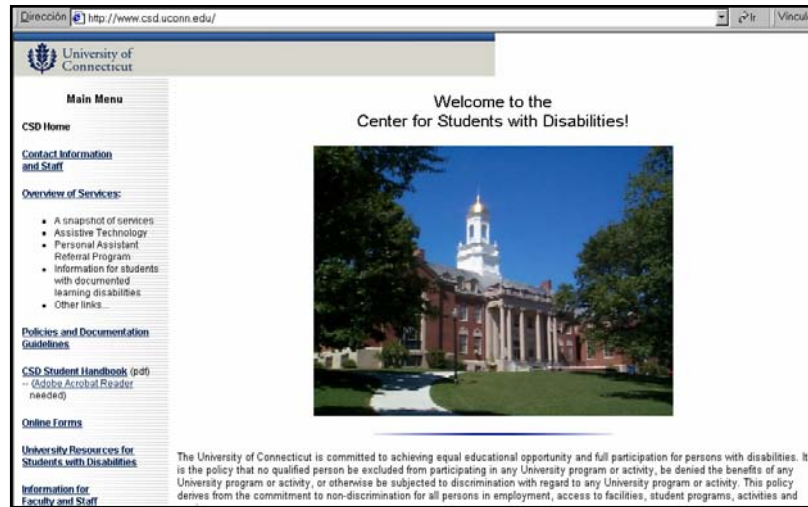 Dirección http://www.csd.uconn.edu/ Ir Víncul
University of
Connecticut
Main Menu
CSD Home
Contact Information
and Staff
Overview of Services:
• A snapshot of services
• Assistive Technology
• Personal Assistant
Referral Program
• Information for students
with documented
learning disabilities
• Other links...
Policies and Documentation
Guidelines
CSD Student Handbook (pdf)
-- (Adobe Acrobat Reader
needed)
Online Forms
University Resources for
Students with Disabilities
Information for
Faculty and Staff
Welcome to the
Center for Students with Disabilities!
The University of Connecticut is committed to achieving equal educational opportunity and full participation for persons with disabilities. It
is the policy that no qualified person be excluded from participating in any University program or activity, be denied the benefits of any
University program or activity, or otherwise be subjected to discrimination with regard to any University program or activity. This policy
derives from the commitment to non-discrimination for all persons in employment, access to facilities, student programs, activities and